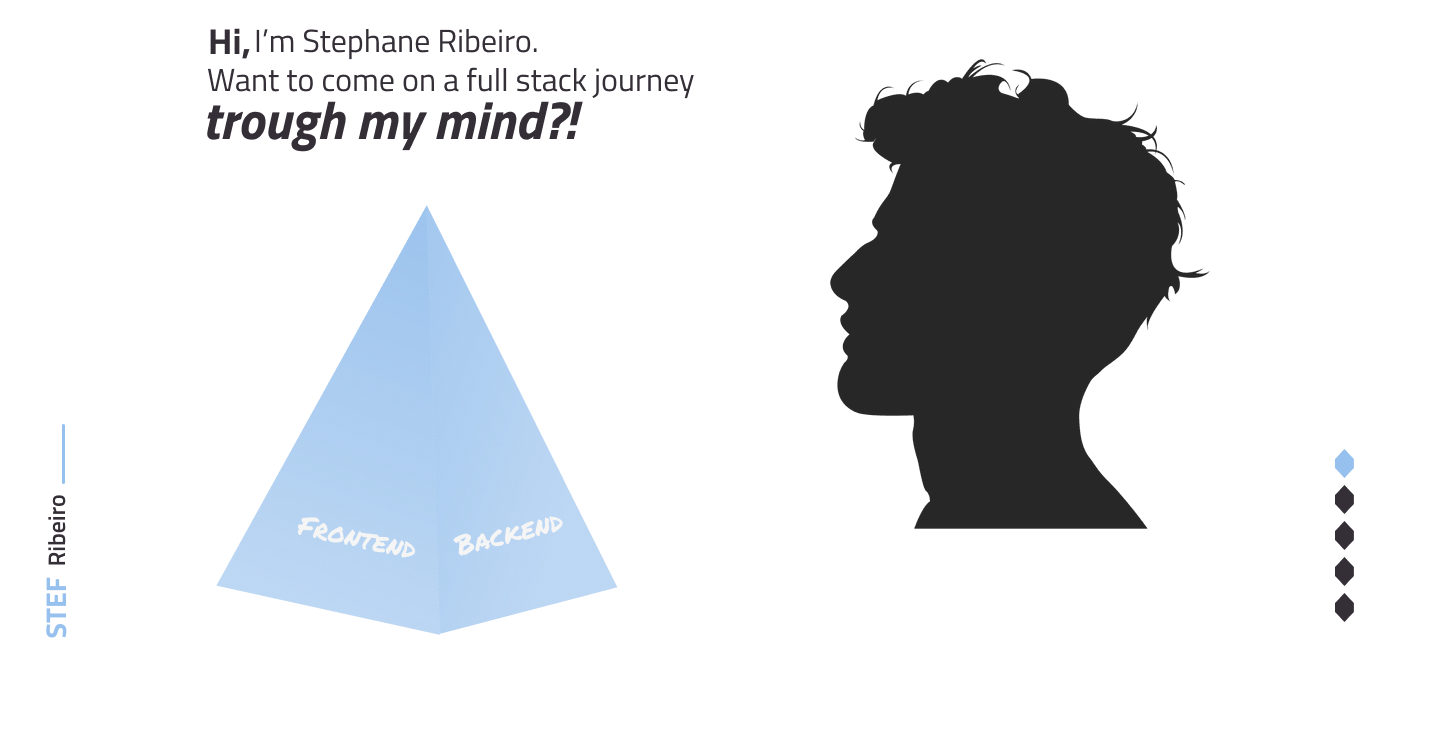 Hi, I'm Stephane Ribeiro.
Want to come on a full stack journey
trough my mind?!
FRONTEND
BACKEND
STEF Ribeiro